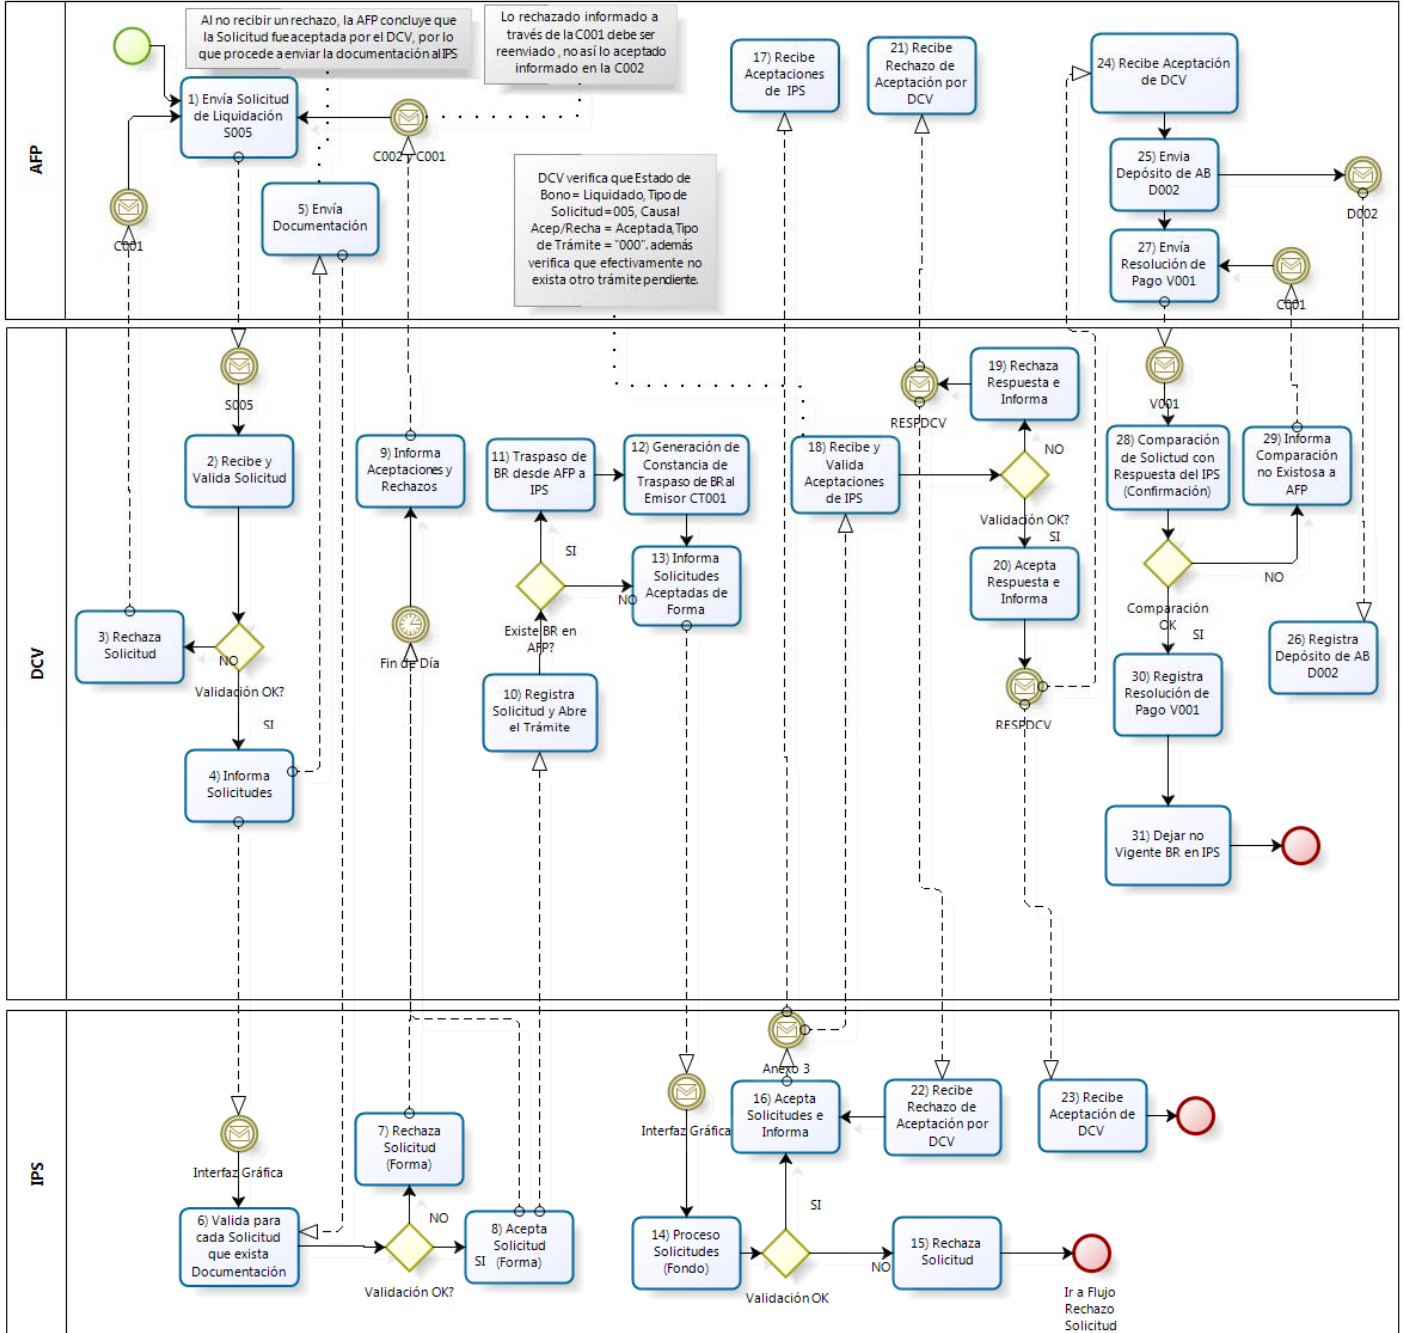 AFP
Al no recibir un rechazo, la AFP concluye que
la Solicitud fue aceptada por el DCV, por lo
que procede a enviar la documentación al IPS
Lo rechazado informado a
través de la C001 debe ser
reenviado , no así lo aceptado
informado en la C002
1) Envía Solicitud
de Liquidación
S005
C002 y C001
C001
5) Envía
Documentación
DCV verifica que Estado de
Bono= Liquidado, Tipo de
Solicitud=005, Causal
Acep/Recha = Aceptada,Tipo
de Trámite = "000". además
verifica que efectivamente no
exista otro trámite pendiente.
17) Recibe
Aceptaciones
de IPS
21) Recibe
Rechazo de
Aceptación por
DCV
24) Recibe Aceptación
de DCV
25) Envia
Depósito de AB
D002
D002
27) Envía
Resolución de
Pago V001
C001
DCV
S005
2) Recibe y
Valida Solicitud
3) Rechaza
Solicitud
NO
Validación OK?
SI
4) Informa
Solicitudes
9) Informa
Aceptaciones y
Rechazos
Fin de Día
11) Traspaso de
BR desde AFP a
IPS
12) Generación de
Constancia de
Traspaso de BR al
Emisor CT001
SI
NO
13) Informa
Solicitudes
Aceptadas de
Forma
Existe BR en
AFP?
10) Registra
Solicitud y Abre
el Trámite
18) Recibe y
Valida
Aceptaciones
de IPS
RESPDCV
19) Rechaza
Respuesta e
Informa
NO
Validación OK?
SI
20) Acepta
Respuesta e
Informa
RESPDCV
V001
28) Comparación
de Solictud con
Respuesta del IPS
(Confirmación)
29) Informa
Comparación
no Existosa a
AFP
NO
Comparación
OK
SI
26) Registra
Depósito de AB
D002
30) Registra
Resolución de
Pago V001
31) Dejar no
Vigente BR en IPS
IPS
Interfaz Gráfica
6) Valida para
cada Solicitud
que exista
Documentación
7) Rechaza
Solicitud
(Forma)
NO
Validación OK?
SI
8) Acepta
Solicitud
(Forma)
Interfaz Gráfica
14) Proceso
Solicitudes
(Fondo)
Anexo 3
16) Acepta
Solicitudes e
Informa
SI
Validación OK
NO
15) Rechaza
Solicitud
22) Recibe
Rechazo de
Aceptación por
DCV
23) Recibe
Aceptación de
DCV
Ir a Flujo
Rechazo
Solicitud